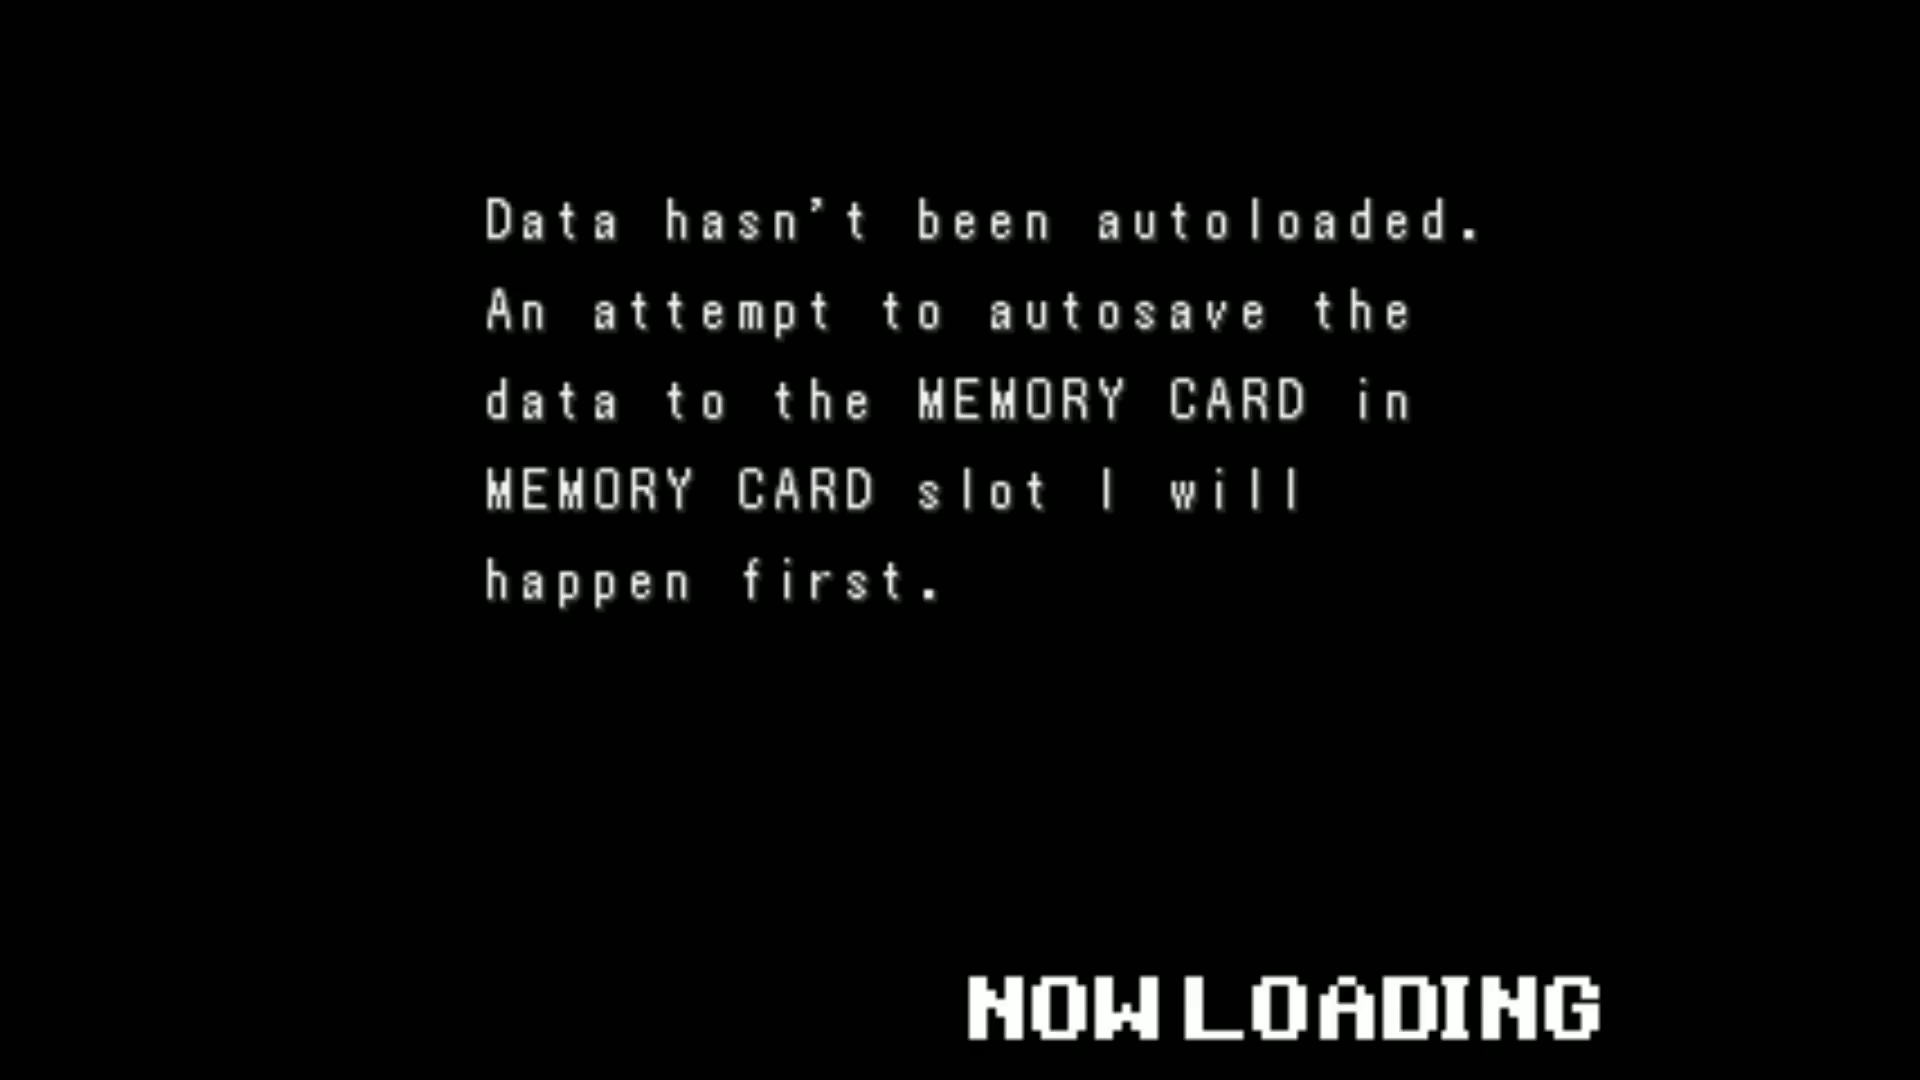 Data hasn't been autoloaded.
An attempt to autosave the
data to the MEMORY CARD in
MEMORY CARD slot 1 will
happen first.
NOW LOADING